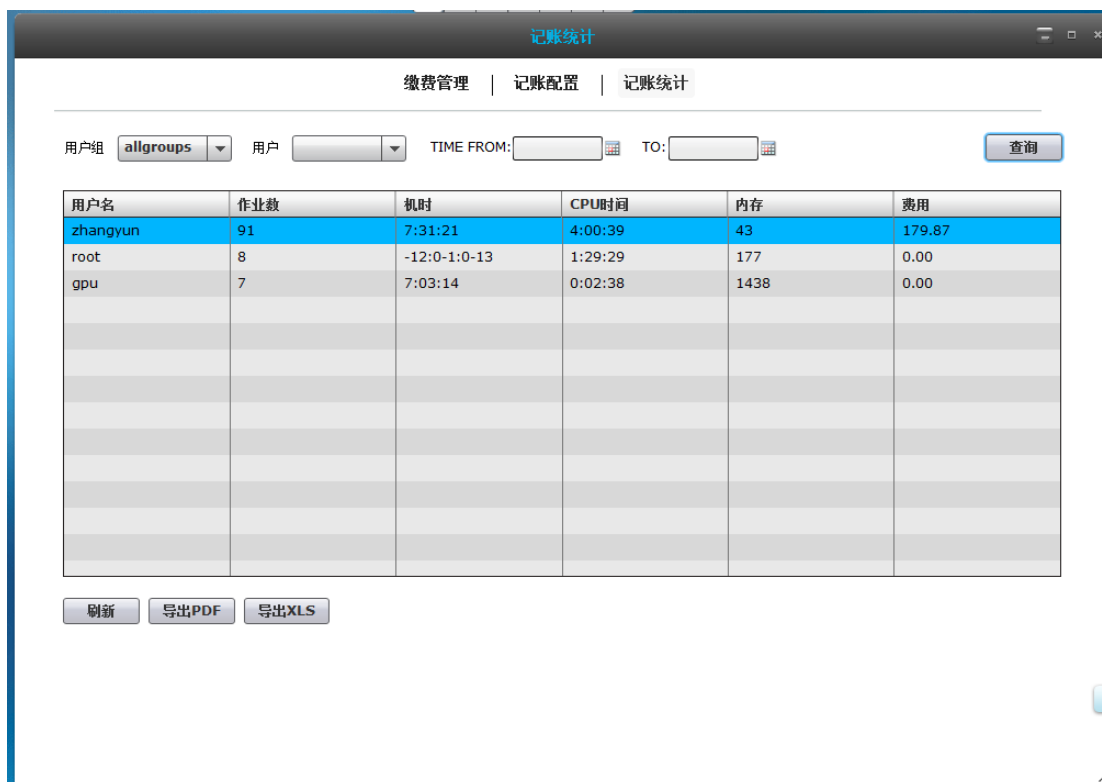 记账统计
缴费管理 | 记账配置 | 记账统计
用户组 allgroups 用户 TIME FROM: TO: 查询
用户名 作业数 机时 CPU时间 内存 费用
zhangyun 91 7:31:21 4:00:39 43 179.87
root 8 -12:0-1:0-13 1:29:29 177 0.00
gpu 7 7:03:14 0:02:38 1438 0.00
刷新 导出PDF 导出XLS